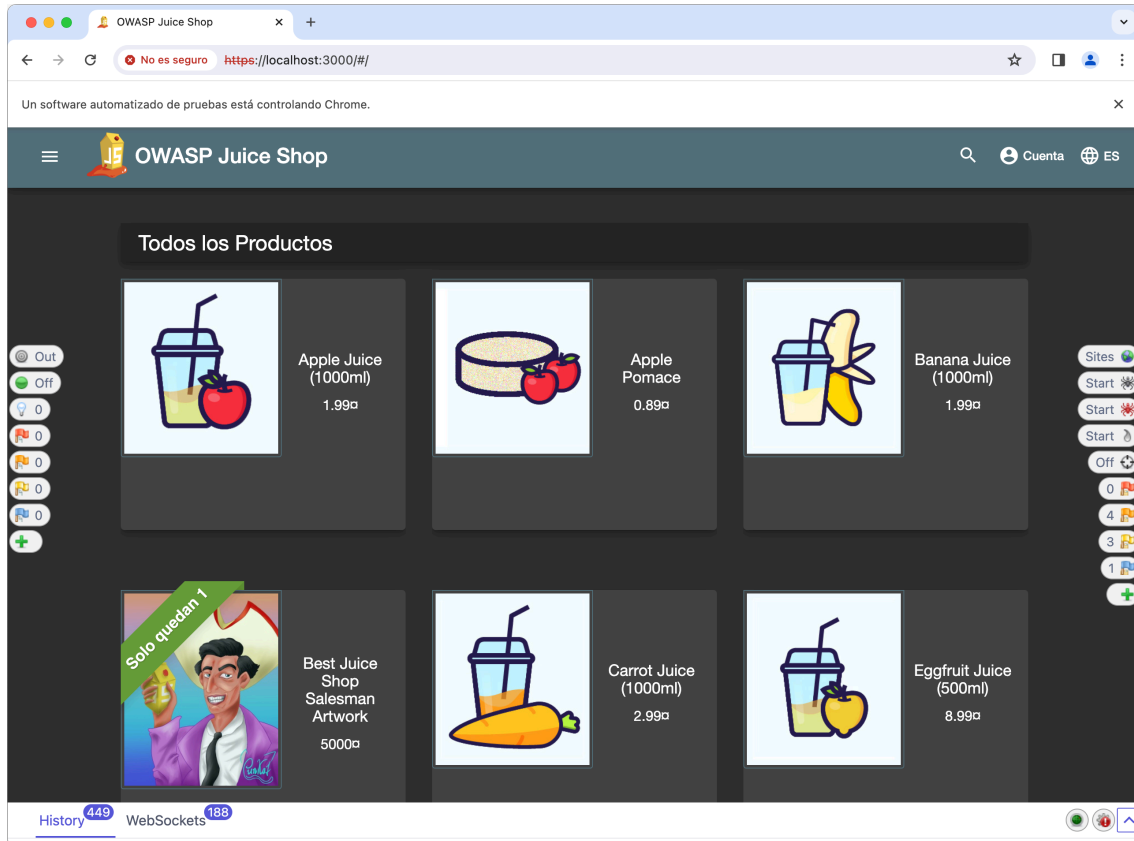 OWASP Juice Shop
No es seguro https://localhost:3000/#/
Un software automatizado de pruebas está controlando Chrome.
JS OWASP Juice Shop
Cuenta ES
Todos los Productos
Apple Juice
(1000ml)
1.99¤
Apple
Pomace
0.89¤
Banana Juice
(1000ml)
1.99¤
Out
Off
0
0
0
0
0
Sites
Start
Start
Start
Off
0
4
3
1
Solo quedan 1
Best Juice
Shop
Salesman
Artwork
5000¤
Carrot Juice
(1000ml)
2.99¤
Eggfruit Juice
(500ml)
8.99¤
History 449 WebSockets 188